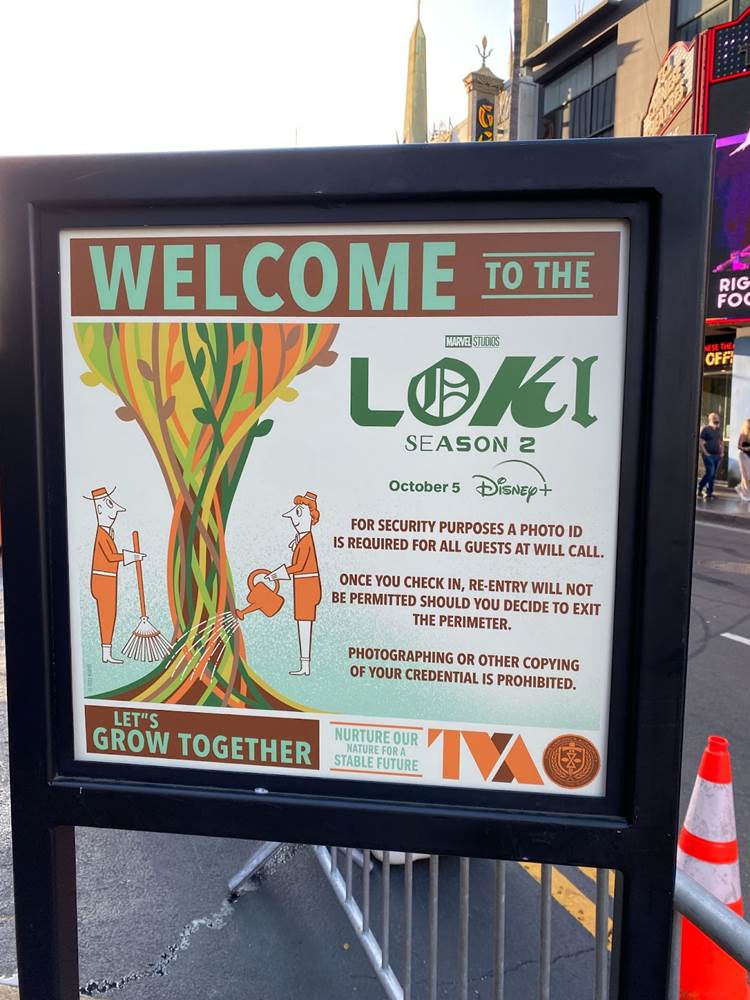 WELCOME TO THE
MARVEL STUDIOS
LOKI
SEASON 2
October 5 Disney+
FOR SECURITY PURPOSES A PHOTO ID
IS REQUIRED FOR ALL GUESTS AT WILL CALL.
ONCE YOU CHECK IN, RE-ENTRY WILL NOT
BE PERMITTED SHOULD YOU DECIDE TO EXIT
THE PERIMETER.
PHOTOGRAPHING OR OTHER COPYING
OF YOUR CREDENTIAL IS PROHIBITED.
LET"S
GROW TOGETHER
NURTURE OUR
NATURE FOR A
STABLE FUTURE
TVA
RIG
FOO
OFF